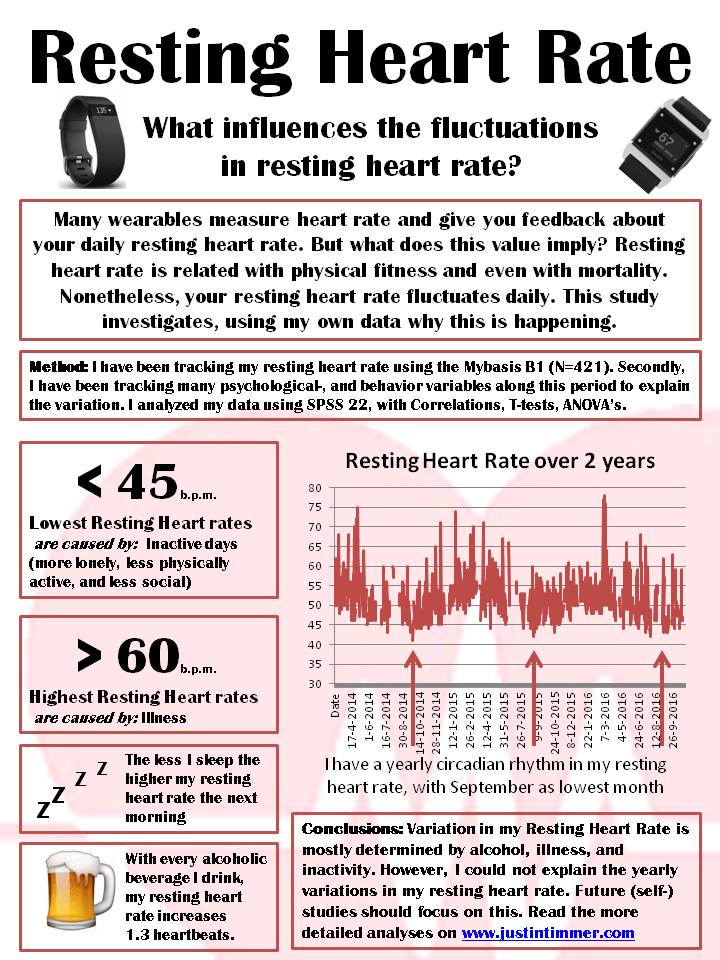 Resting Heart Rate
What influences the fluctuations
in resting heart rate?
Many wearables measure heart rate and give you feedback about
your daily resting heart rate. But what does this value imply? Resting
heart rate is related with physical fitness and even with mortality.
Nonetheless, your resting heart rate fluctuates daily. This study
investigates, using my own data why this is happening.
Method: I have been tracking my resting heart rate using the Mybasis B1 (N=421). Secondly,
I have been tracking many psychological-, and behavior variables along this period to explain
the variation. I analyzed my data using SPSS 22, with Correlations, T-tests, ANOVA's.
< 45 b.p.m.
Lowest Resting Heart rates
are caused by: Inactive days
(more lonely, less physically
active, and less social)
> 60 b.p.m.
Highest Resting Heart rates
are caused by: Illness
z z z z
The less I sleep the
higher my resting
heart rate the next
morning
With every alcoholic
beverage I drink,
my resting heart
rate increases
1.3 heartbeats.
Resting Heart Rate over 2 years
80
75
70
65
60
55
50
45
40
35
30
Date
17-4-2014
1-6-2014
16-7-2014
30-8-2014
14-10-2014
28-11-2014
12-1-2015
26-2-2015
12-4-2015
31-5-2015
26-7-2015
9-9-2015
24-10-2015
8-12-2015
22-1-2016
7-3-2016
4-5-2016
24-6-2016
12-8-2016
26-9-2016
I have a yearly circadian rhythm in my resting
heart rate, with September as lowest month
Conclusions: Variation in my Resting Heart Rate is
mostly determined by alcohol, illness, and
inactivity. However, I could not explain the yearly
variations in my resting heart rate. Future (self-)
studies should focus on this. Read the more
detailed analyses on www.justintimmer.com